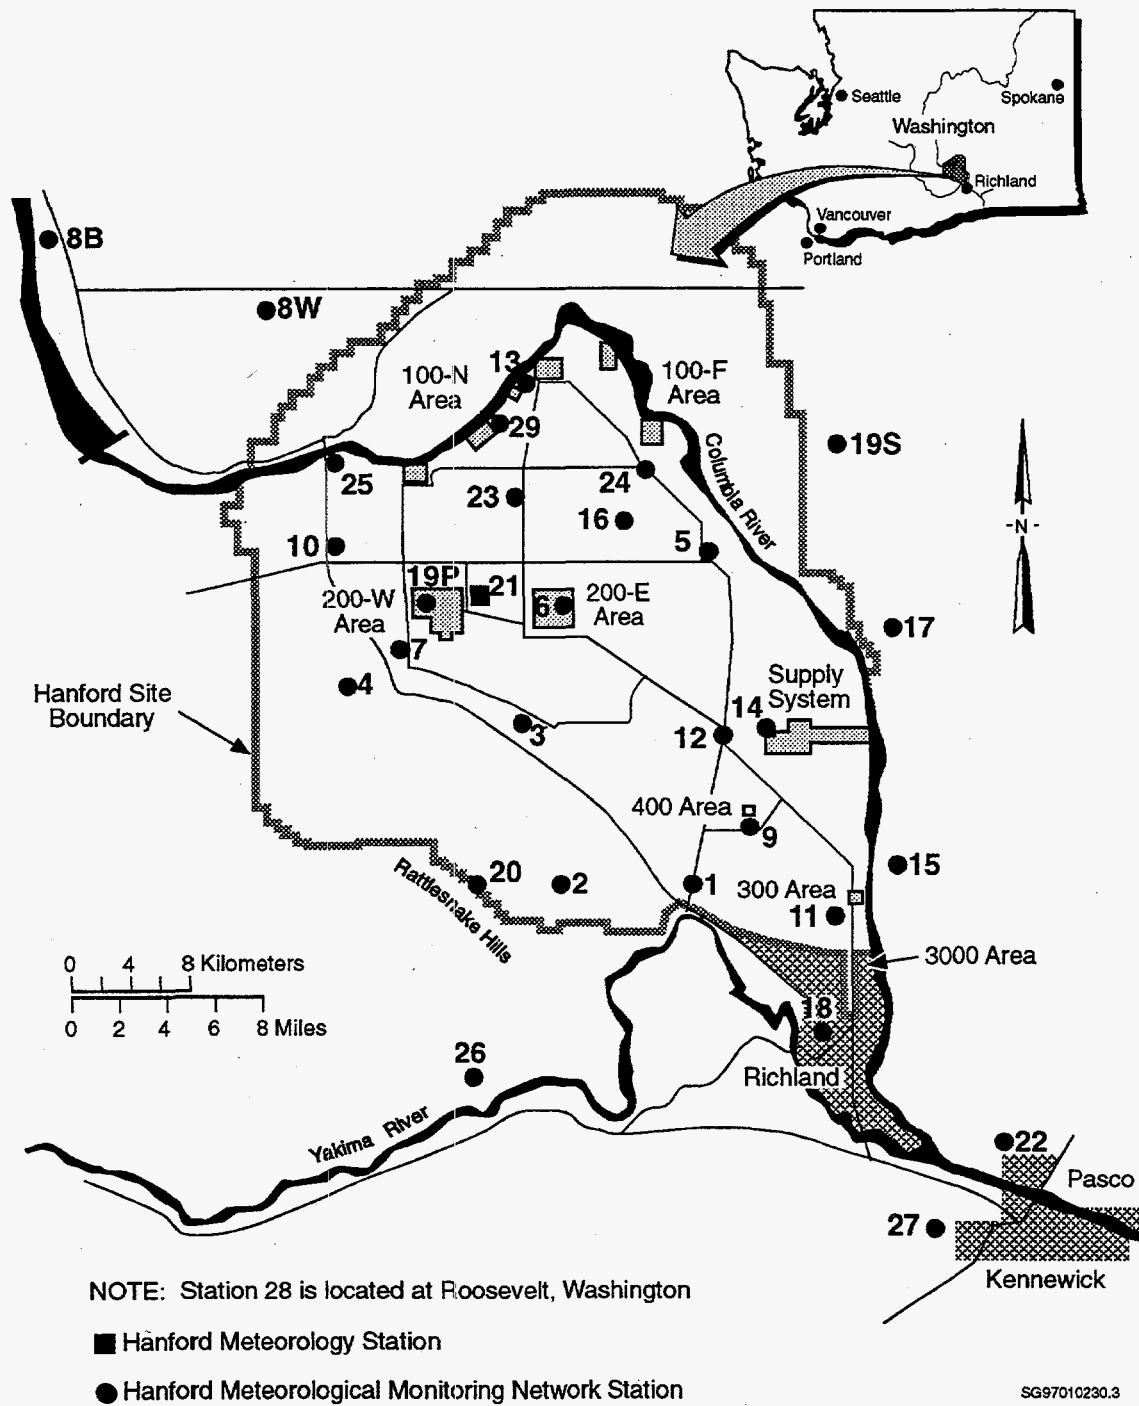 Seattle
Spokane
Washington
Richland
Vancouver
Portland
8B
8W
13
100-N
Area
100-F
Area
29
19S
Columbia River
25
23
24
16
-N-
10
5
19P
21
200-W
Area
6
200-E
Area
17
7
4
Hanford Site
Boundary
Supply
System
14
3
12
400 Area
9
15
20
2
1
300 Area
11
Rattlesnake Hills
3000 Area
0 4 8 Kilometers
0 2 4 6 8 Miles
18
26
Richland
Yakima River
22
Pasco
27
Kennewick
NOTE: Station 28 is located at Roosevelt, Washington
Hanford Meteorology Station
Hanford Meteorological Monitoring Network Station
SG97010230.3